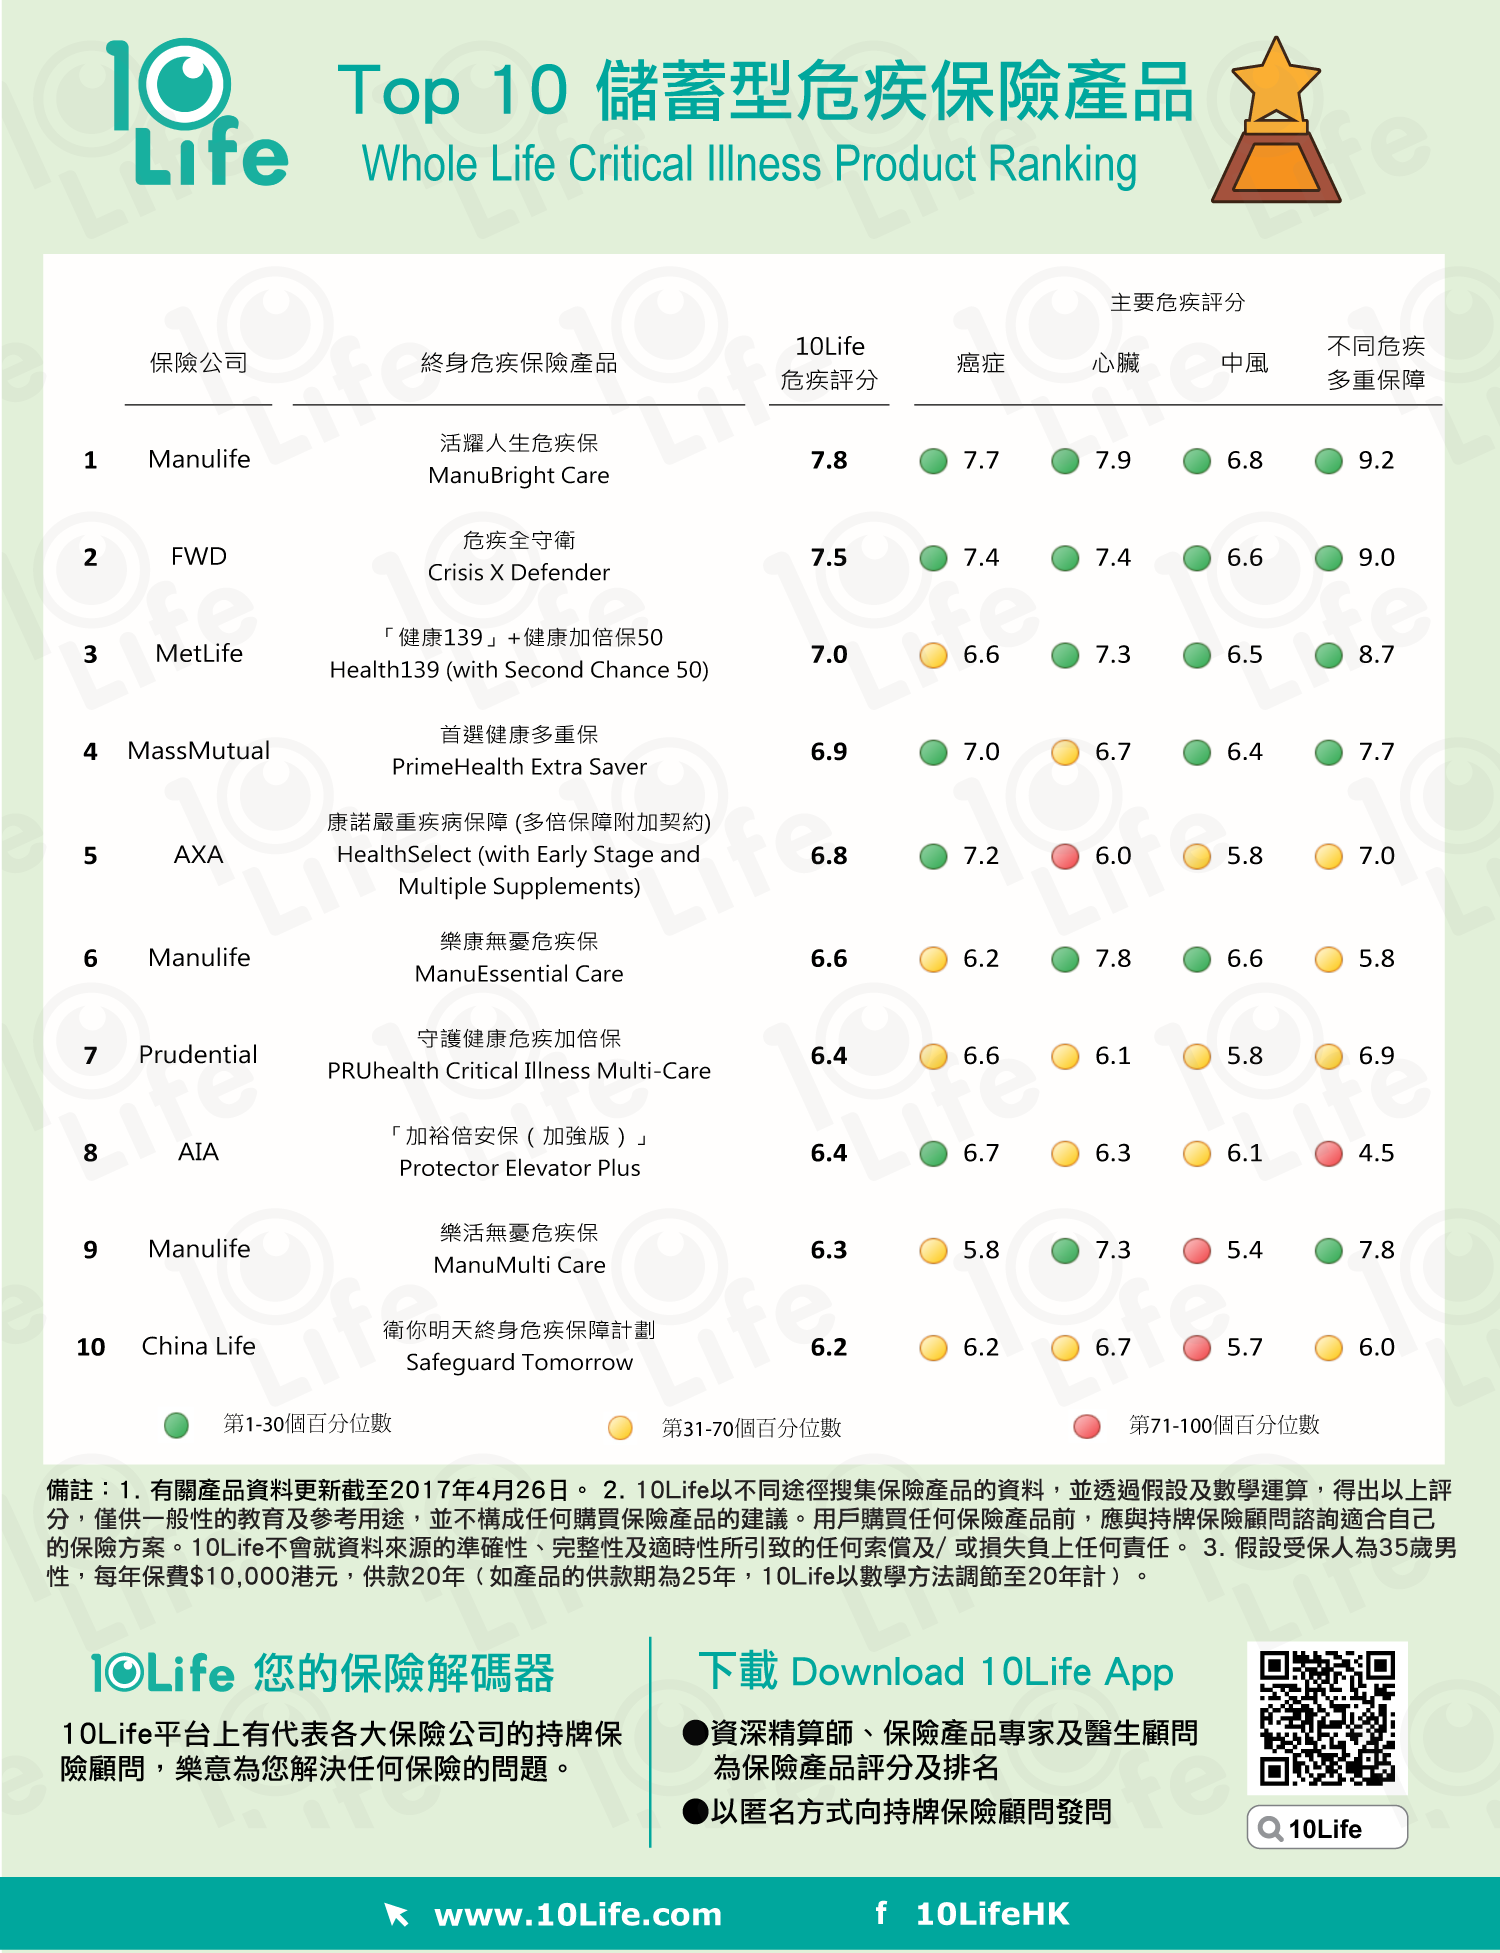 10Life
Top 10 儲蓄型危疾保險產品
Whole Life Critical Illness Product Ranking
主要危疾評分
保險公司 終身危疾保險產品 10Life 危疾評分 癌症 心臟 中風 不同危疾 多重保障
1 Manulife 活耀人生危疾保 7.8 7.7 7.9 6.8 9.2
ManuBright Care
2 FWD 危疾全守衛 7.5 7.4 7.4 6.6 9.0
Crisis X Defender
3 MetLife 「健康139」+健康加倍保50 7.0 6.6 7.3 6.5 8.7
Health139 (with Second Chance 50)
4 MassMutual 首選健康多重保 6.9 7.0 6.7 6.4 7.7
PrimeHealth Extra Saver
康諾嚴重疾病保障 (多倍保障附加契約)
5 AXA HealthSelect (with Early Stage and 6.8 7.2 6.0 5.8 7.0
Multiple Supplements)
6 Manulife 樂康無憂危疾保 6.6 6.2 7.8 6.6 5.8
ManuEssential Care
7 Prudential 守護健康危疾加倍保 6.4 6.6 6.1 5.8 6.9
PRUhealth Critical Illness Multi-Care
8 AIA 「加裕倍安保（加強版）」 6.4 6.7 6.3 6.1 4.5
Protector Elevator Plus
9 Manulife 樂活無憂危疾保 6.3 5.8 7.3 5.4 7.8
ManuMulti Care
10 China Life 衛你明天終身危疾保障計劃 6.2 6.2 6.7 5.7 6.0
Safeguard Tomorrow
第1-30個百分位數 第31-70個百分位數 第71-100個百分位數
備註：1. 有關產品資料更新截至2017年4月26日。 2. 10Life以不同途徑搜集保險產品的資料，並透過假設及數學運算，得出以上評
分，僅供一般性的教育及參考用途，並不構成任何購買保險產品的建議。用戶購買任何保險產品前，應與持牌保險顧問諮詢適合自己
的保險方案。10Life不會就資料來源的準確性、完整性及適時性所引致的任何索償及/ 或損失負上任何責任。 3. 假設受保人為35歲男
性，每年保費$10,000港元，供款20年（如產品的供款期為25年，10Life以數學方法調節至20年計）。
10Life 您的保險解碼器
10Life平台上有代表各大保險公司的持牌保
險顧問，樂意為您解決任何保險的問題。
下載 Download 10Life App
●資深精算師、保險產品專家及醫生顧問
為保險產品評分及排名
●以匿名方式向持牌保險顧問發問
10Life
www.10Life.com f 10LifeHK